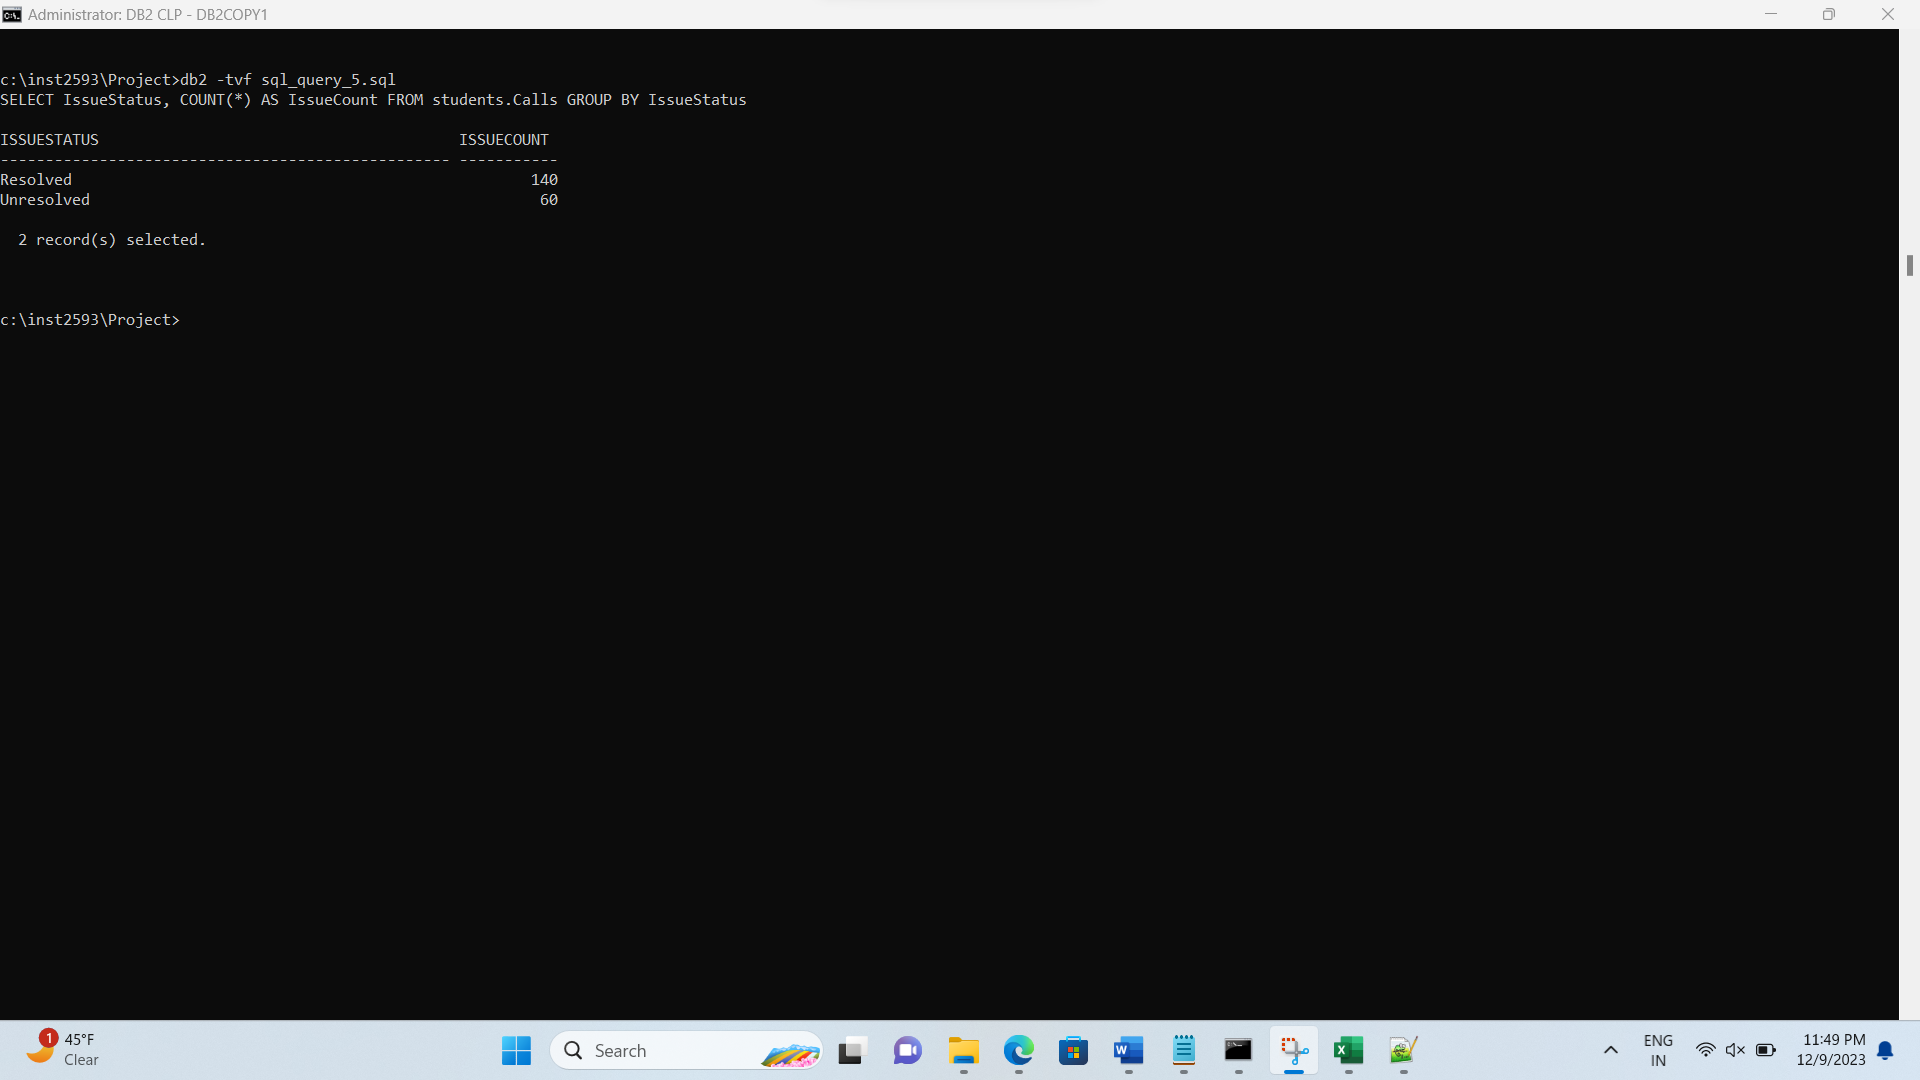 Administrator: DB2 CLP - DB2COPY1
c:\inst2593\Project>db2 -tvf sql_query_5.sql
SELECT IssueStatus, COUNT(*) AS IssueCount FROM students.Calls GROUP BY IssueStatus
ISSUESTATUS                                        ISSUECOUNT
-------------------------------------------------- -----------
Resolved                                                   140
Unresolved                                                  60
  2 record(s) selected.
c:\inst2593\Project>
1
45°F
Clear
Search
ENG
IN
11:49 PM
12/9/2023